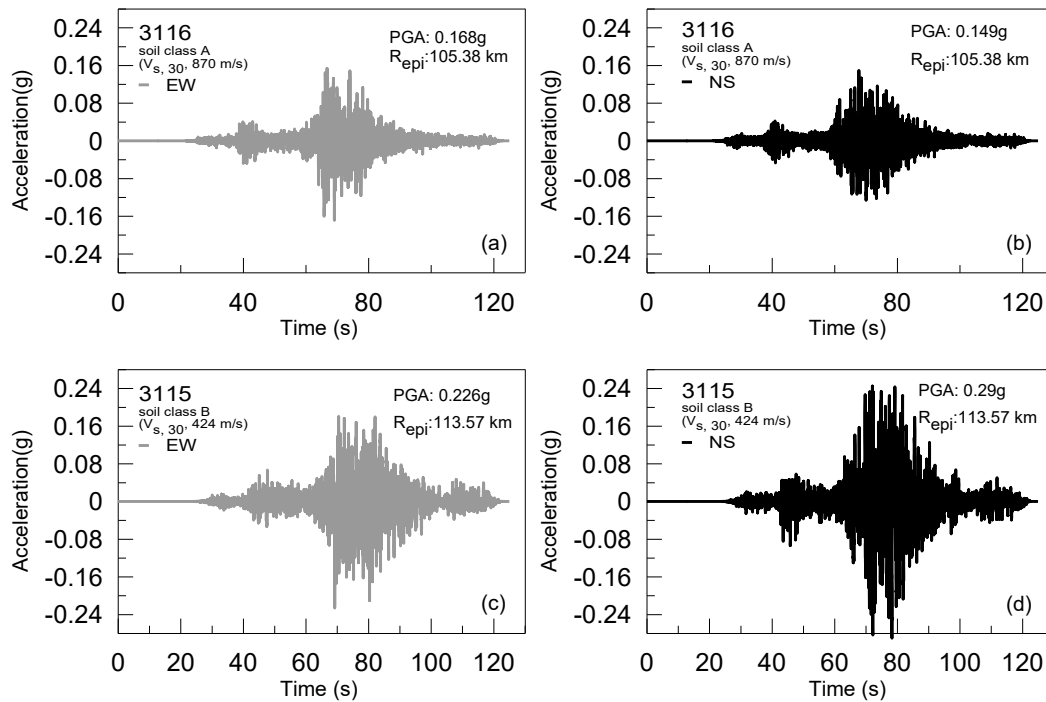 0.24
0.16
0.08
0
-0.08
-0.16
-0.24
Acceleration(g)
3116
soil class A
(Vs, 30, 870 m/s)
EW
PGA: 0.168g
Repi:105.38 km
(a)
0 20 40 60 80 100 120
Time (s)
0.24
0.16
0.08
0
-0.08
-0.16
-0.24
Acceleration(g)
3116
soil class A
(Vs, 30, 870 m/s)
NS
PGA: 0.149g
Repi:105.38 km
(b)
0 20 40 60 80 100 120
Time (s)
0.24
0.16
0.08
0
-0.08
-0.16
-0.24
Acceleration(g)
3115
soil class B
(Vs, 30, 424 m/s)
EW
PGA: 0.226g
Repi:113.57 km
(c)
0 20 40 60 80 100 120
Time (s)
0.24
0.16
0.08
0
-0.08
-0.16
-0.24
Acceleration(g)
3115
soil class B
(Vs, 30, 424 m/s)
NS
PGA: 0.29g
Repi:113.57 km
(d)
0 20 40 60 80 100 120
Time (s)